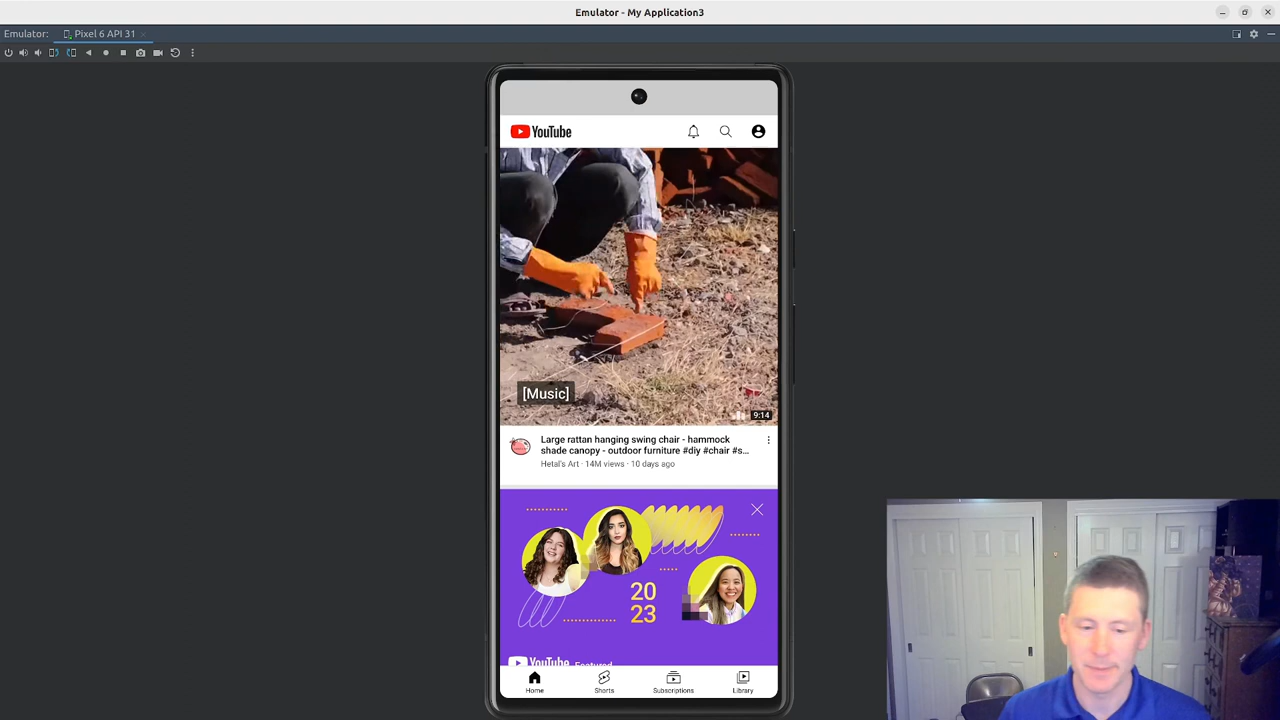 Emulator - My Application3
Emulator:
Pixel 6 API 31
YouTube
[Music]
9:14
Large rattan hanging swing chair - hammock
shade canopy - outdoor furniture #diy #chair #s...
Hetal's Art · 14M views · 10 days ago
20
23
YouTube Featured
Home
Shorts
Subscriptions
Library